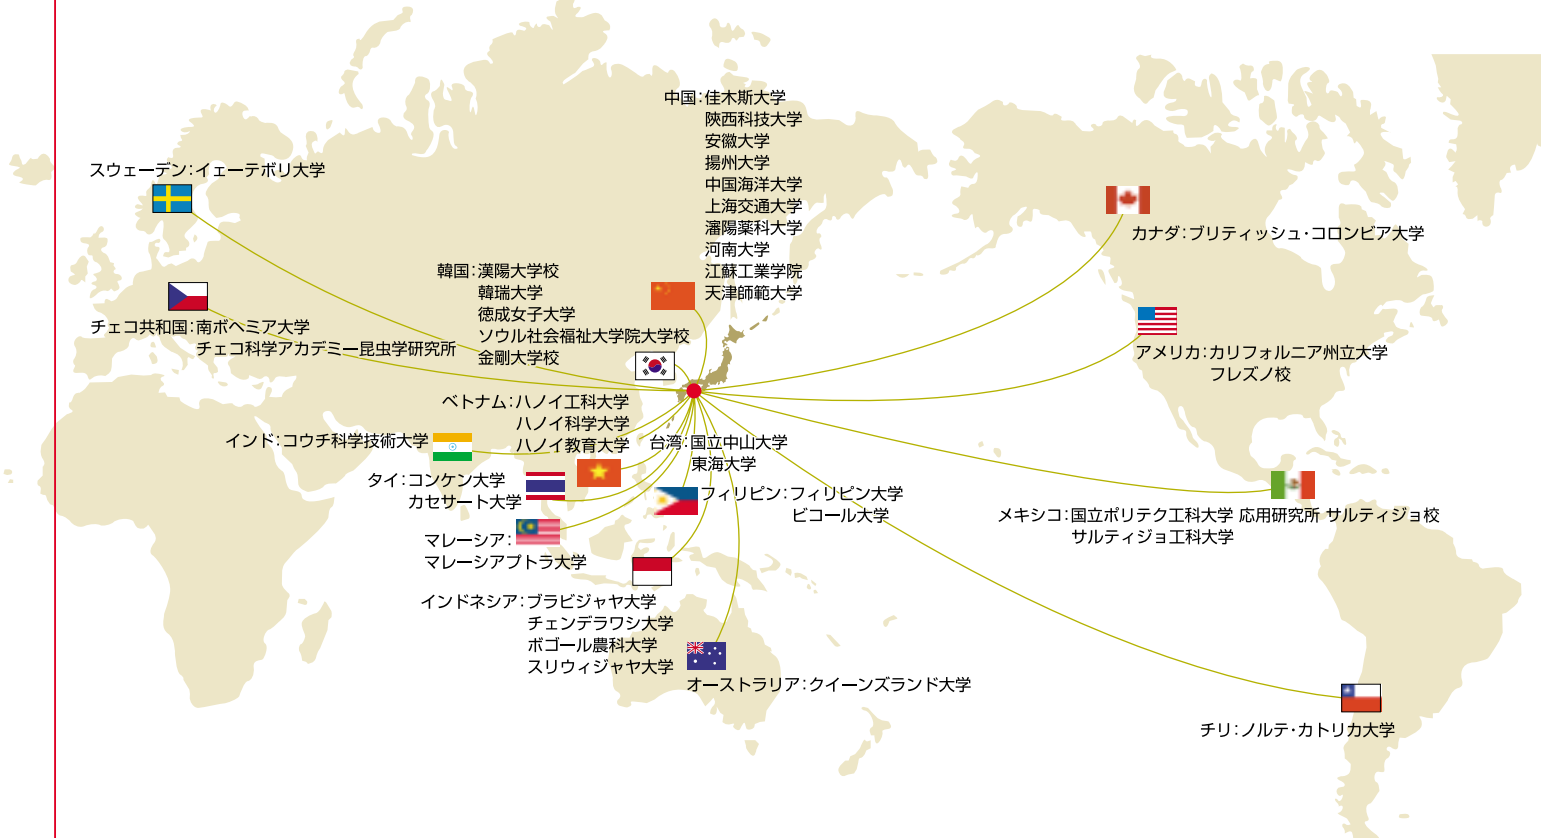 中国：佳木斯大学
陝西科技大学
安徽大学
揚州大学
中国海洋大学
上海交通大学
瀋陽薬科大学
河南大学
江蘇工業学院
天津師範大学
スウェーデン：イェーテボリ大学
カナダ：ブリティッシュ・コロンビア大学
韓国：漢陽大学校
韓瑞大学
徳成女子大学
ソウル社会福祉大学院大学校
金剛大学校
チェコ共和国：南ボヘミア大学
チェコ科学アカデミー昆虫学研究所
アメリカ：カリフォルニア州立大学
フレズノ校
ベトナム：ハノイ工科大学
ハノイ科学大学
ハノイ教育大学
インド：コウチ科学技術大学
台湾：国立中山大学
東海大学
タイ：コンケン大学
カセサート大学
フィリピン：フィリピン大学
ビコール大学
メキシコ：国立ポリテク工科大学 応用研究所 サルティジョ校
サルティジョ工科大学
マレーシア：
マレーシアプトラ大学
インドネシア：ブラビジャヤ大学
チェンデラワシ大学
ボゴール農科大学
スリウィジャヤ大学
オーストラリア：クイーンズランド大学
チリ：ノルテ・カトリカ大学